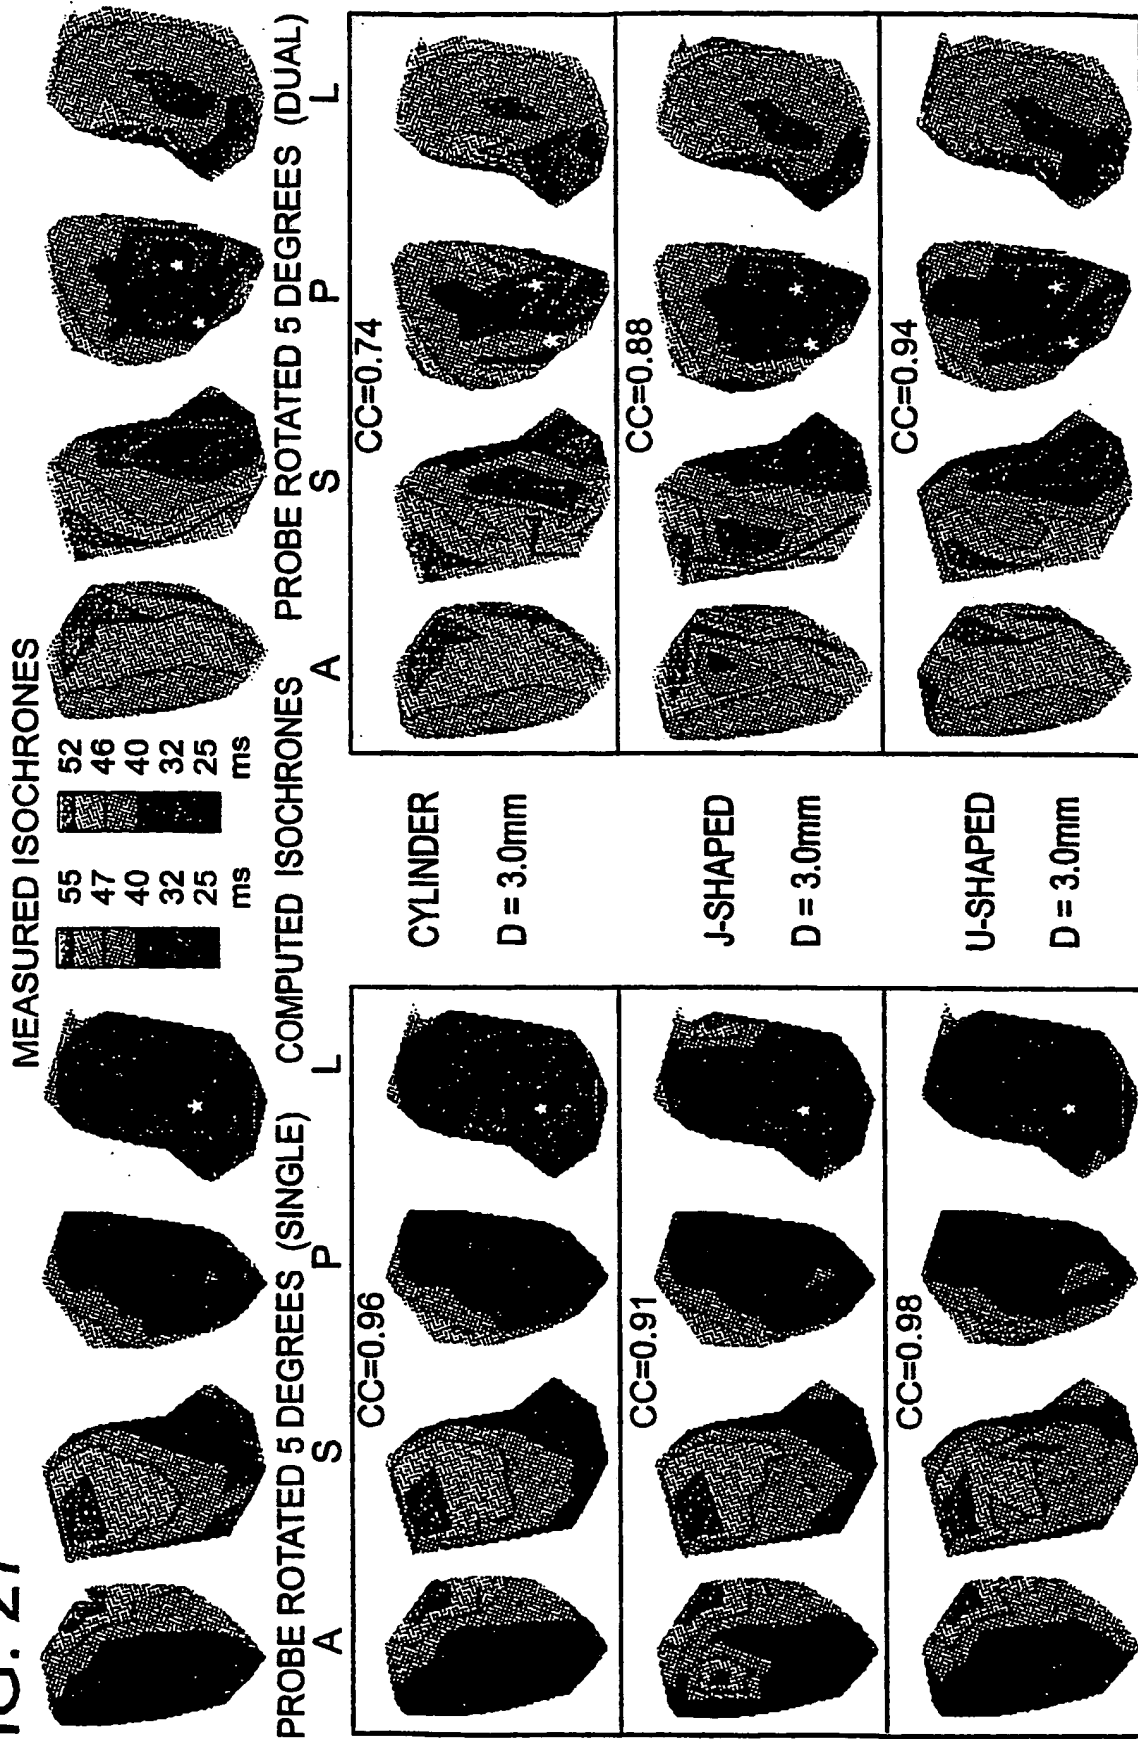 FIG. 27
MEASURED ISOCHRONES
55
47
40
32
25
ms
52
46
40
32
25
ms
PROBE ROTATED 5 DEGREES (SINGLE) COMPUTED ISOCHRONES PROBE ROTATED 5 DEGREES (DUAL)
A S P L
A S P L
CC=0.96
CYLINDER
D = 3.0mm
CC=0.74
CC=0.91
J-SHAPED
D = 3.0mm
CC=0.88
CC=0.98
U-SHAPED
D = 3.0mm
CC=0.94